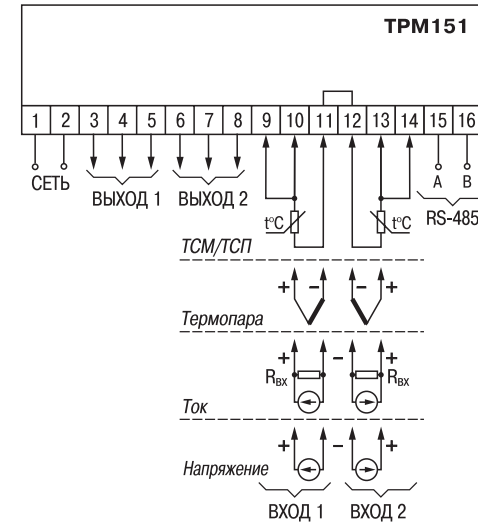 ТРМ151
1 2 3 4 5 6 7 8 9 10 11 12 13 14 15 16
СЕТЬ ВЫХОД 1 ВЫХОД 2 t°C t°C A B
RS-485
ТСМ/ТСП
+ - - +
Термопара
+ - +
Rвх Rвх
Ток
+ - +
Напряжение
ВХОД 1 ВХОД 2